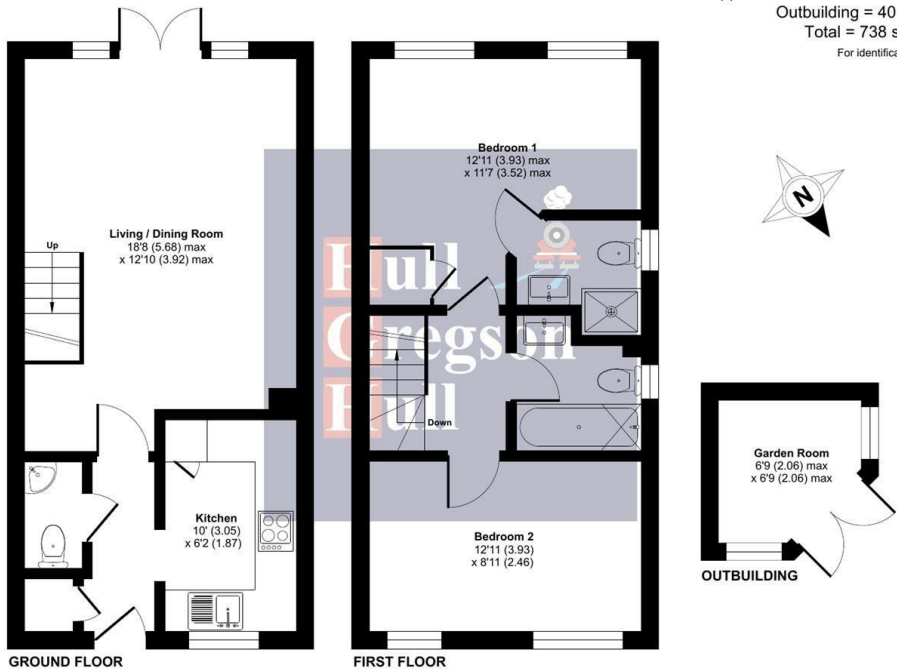 Outbuilding = 40
Total = 738 s
For identifica
Up
Living / Dining Room
18'8 (5.68) max
x 12'10 (3.92) max
Kitchen
10' (3.05)
x 6'2 (1.87)
GROUND FLOOR
Bedroom 1
12'11 (3.93) max
x 11'7 (3.52) max
Hull
Gregson
Hull
Down
Bedroom 2
12'11 (3.93)
x 8'11 (2.46)
FIRST FLOOR
N
Garden Room
6'9 (2.06) max
x 6'9 (2.06) max
OUTBUILDING